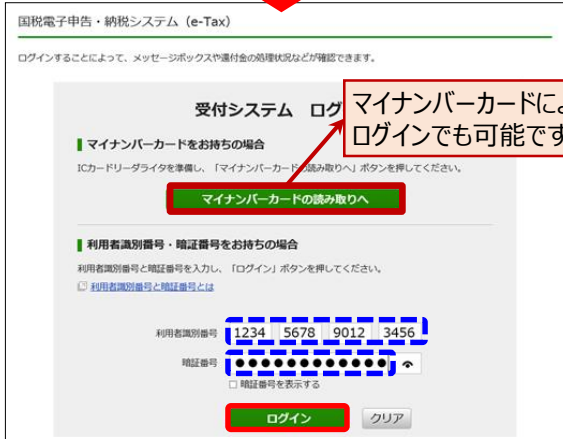 国税電子申告・納税システム (e-Tax)
ログインすることによって、メッセージボックスや還付金の処理状況などが確認できます。
受付システム ログ
マイナンバーカードによ
ログインでも可能です
マイナンバーカードをお持ちの場合
ICカードリーダライタを準備し、「マイナンバーカードの読み取りへ」ボタンを押してください。
マイナンバーカードの読み取りへ
利用者識別番号・暗証番号をお持ちの場合
利用者識別番号と暗証番号を入力し、「ログイン」ボタンを押してください。
利用者識別番号と暗証番号とは
利用者識別番号 1234 5678 9012 3456
暗証番号 ●●●●●●●●●●●●
暗証番号を表示する
ログイン クリア